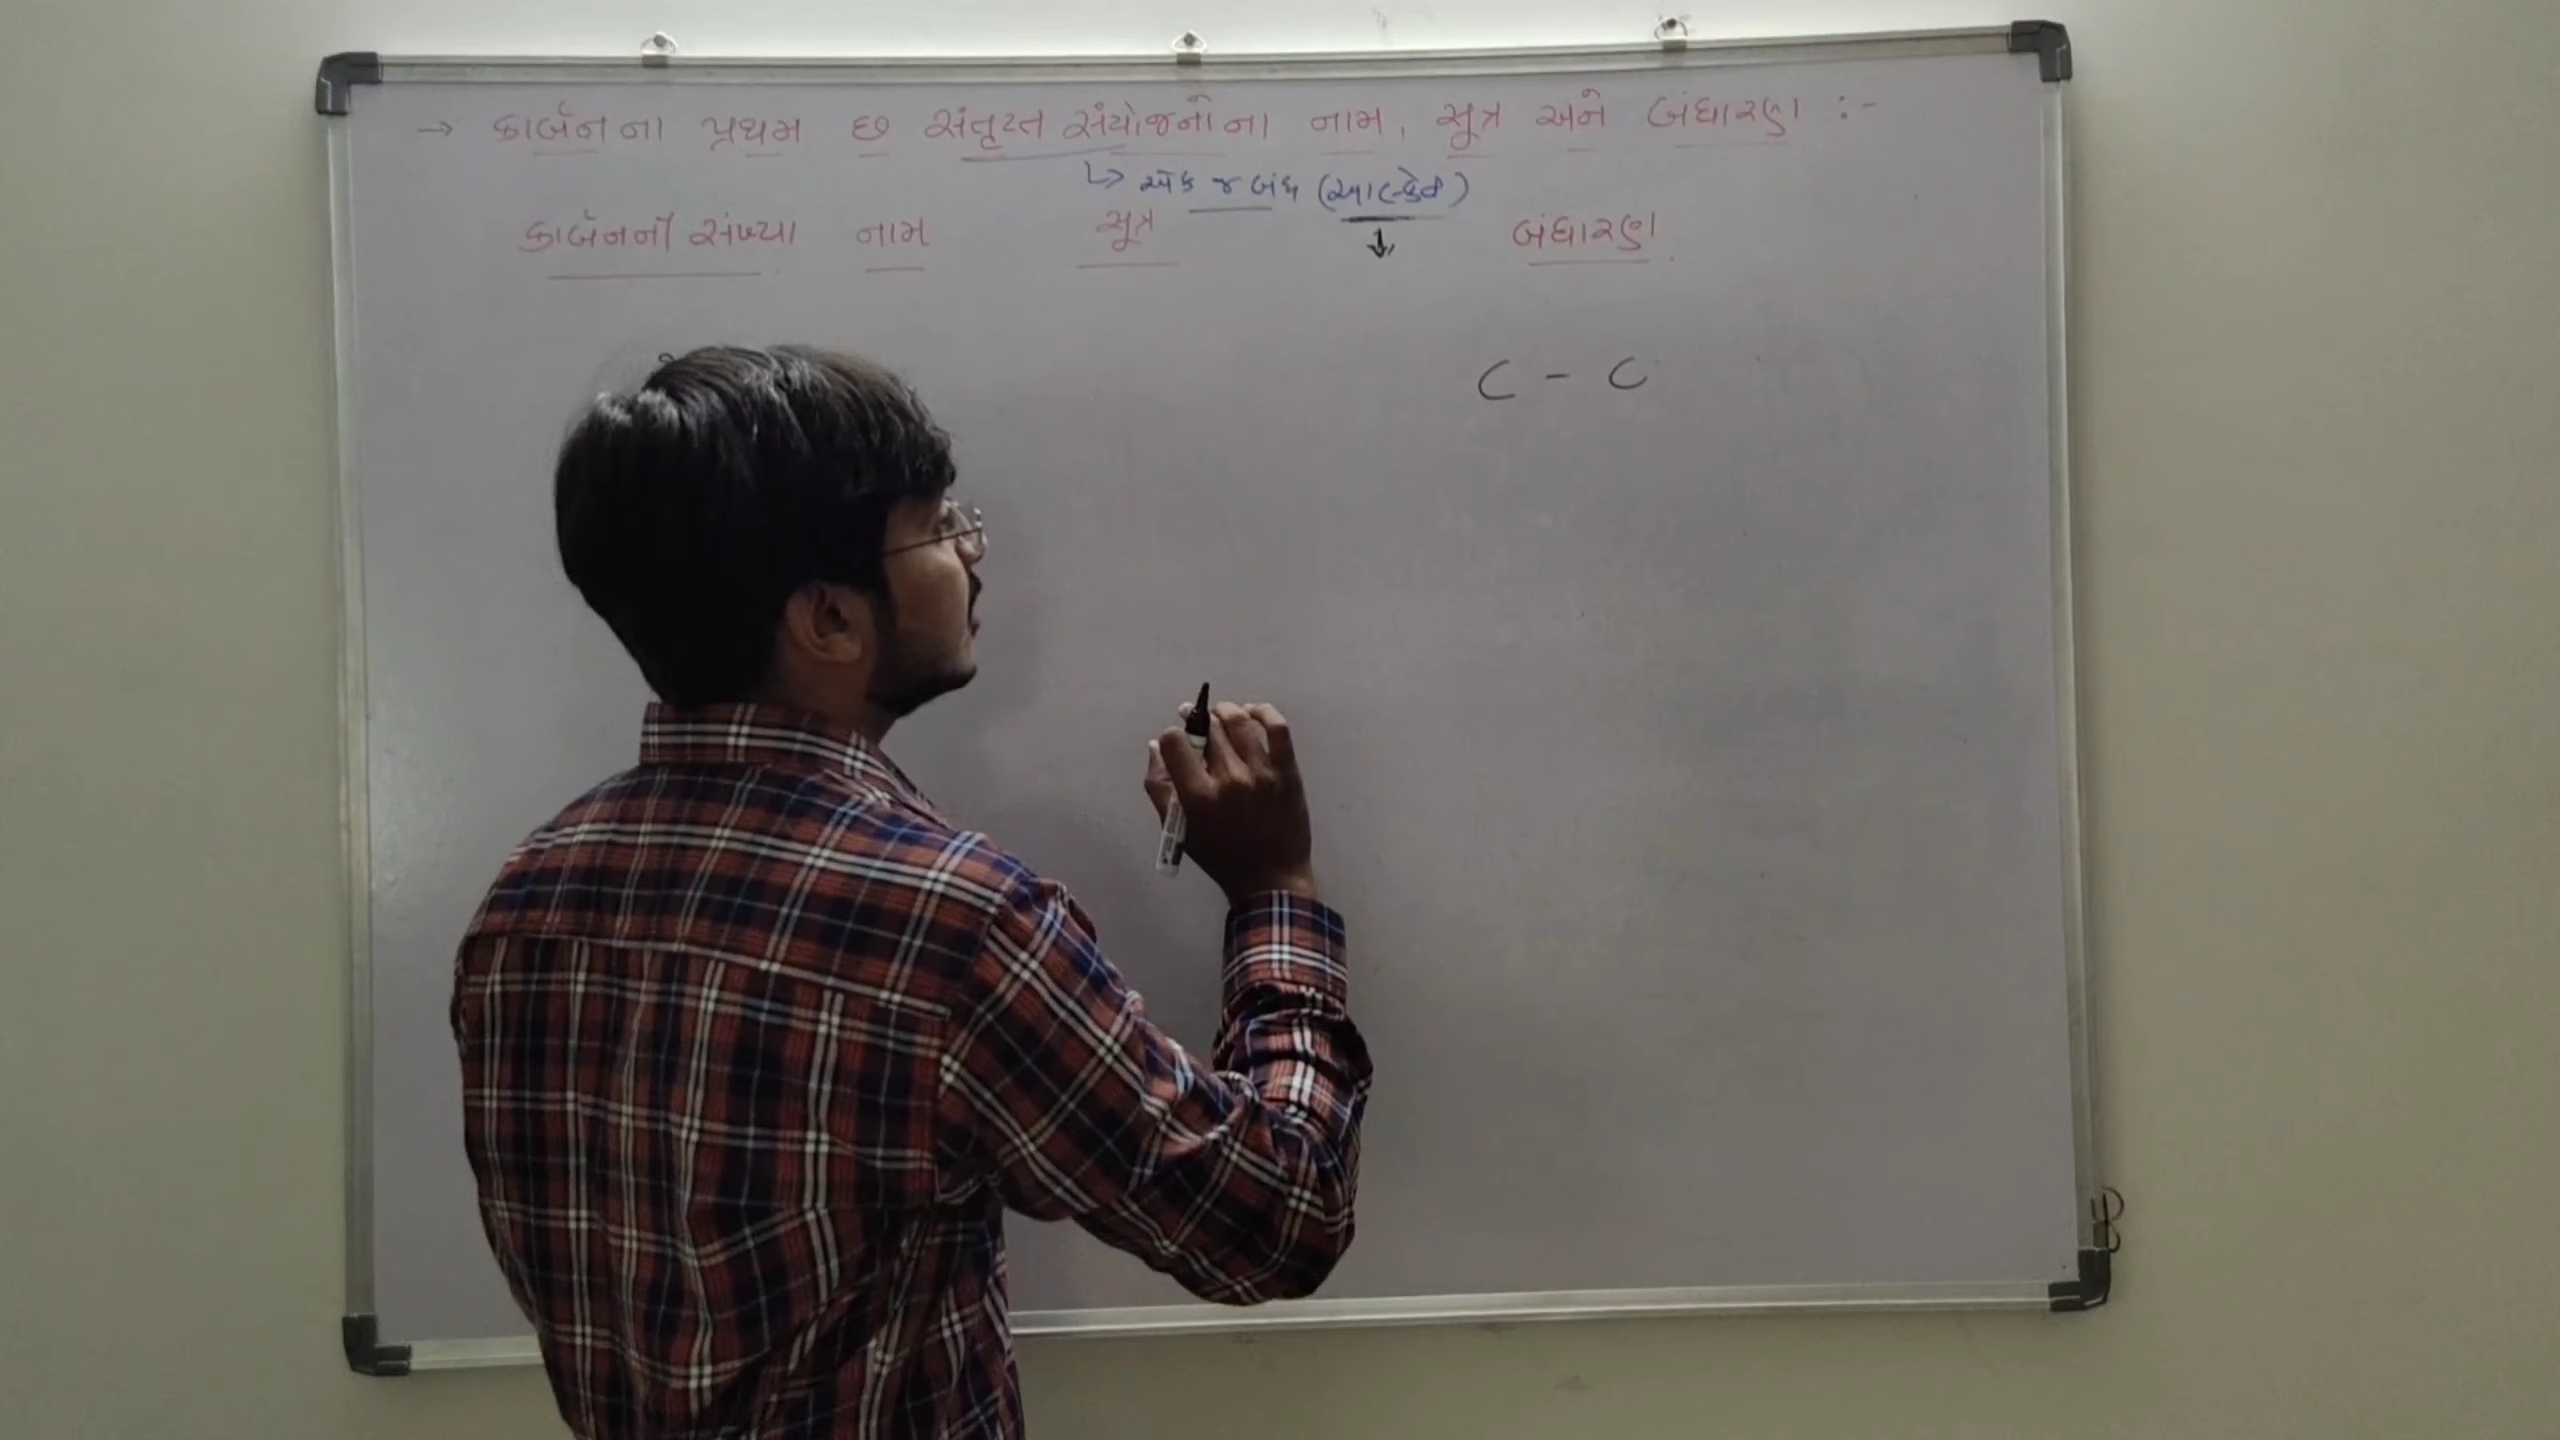 → કાર્બનના પ્રથમ છ સંતૃપ્ત સંયોજનોના નામ, સૂત્ર અને બંધારણ :-
↳ એક જ બંધ (આલ્કેન)
કાર્બનની સંખ્યા નામ સૂત્ર ↓ બંધારણ
C - C